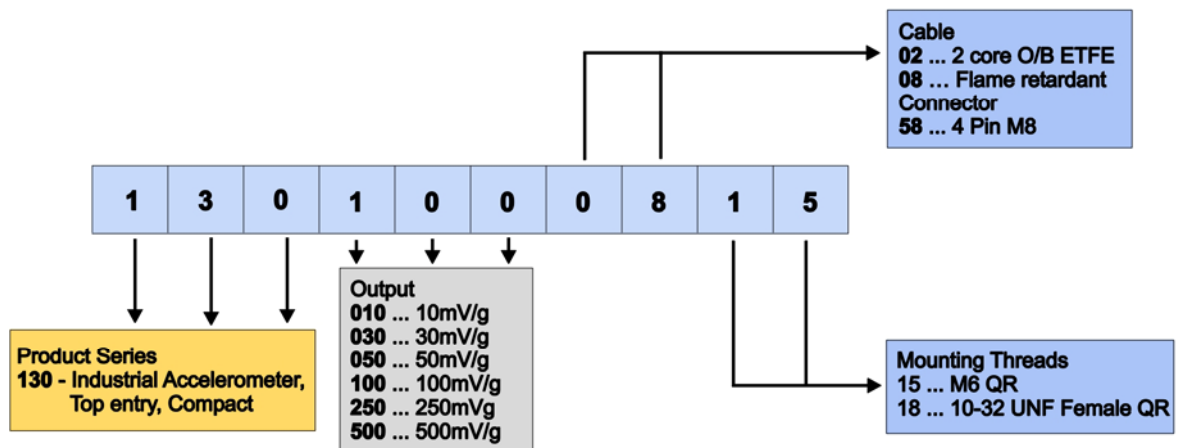 Cable
02 ... 2 core O/B ETFE
08 ... Flame retardant
Connector
58 ... 4 Pin M8
1 3 0 1 0 0 0 8 1 5
Output
010 ... 10mV/g
030 ... 30mV/g
050 ... 50mV/g
100 ... 100mV/g
250 ... 250mVg
500 ... 500mV/g
Product Series
130 - Industrial Accelerometer,
Top entry, Compact
Mounting Threads
15 ... M6 QR
18 ... 10-32 UNF Female QR